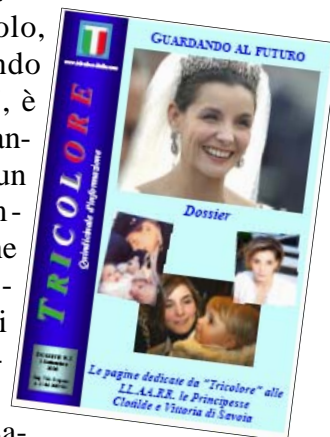 olo,
ndo
, è
an-
un
n-
ne
-
i
-
a-
GUARDANDO AL FUTURO
TRICOLORE
Quindicinale d'informazione
Dossier
Le pagine dedicate da "Tricolore" alle
LL.AA.RR. le Principesse
Clotilde e Vittoria di Savoia